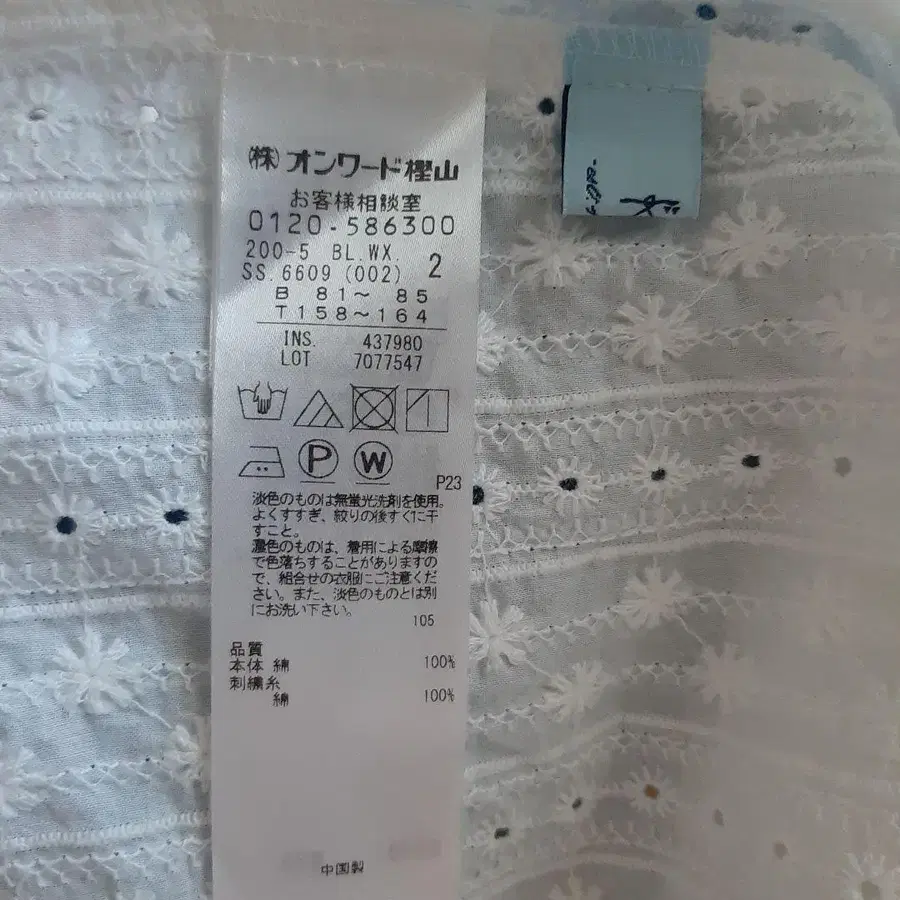 (株)オンワード樫山
お客様相談室
0120-586300
200-5 BL.WX.
SS.6609 (002) 2
B 81~ 85
T158~164
INS. 437980
LOT 7077547
P W
P23
淡色のものは無蛍光洗剤を使用。
よくすすぎ、絞りの後すぐに干
すこと。
濃色のものは、着用による摩擦
で色落ちすることがありますの
で、組合せの衣服にご注意くだ
さい。また、淡色のものとは別
にお洗い下さい。
105
品質
本体 綿 100%
刺繍糸
綿 100%
中国製